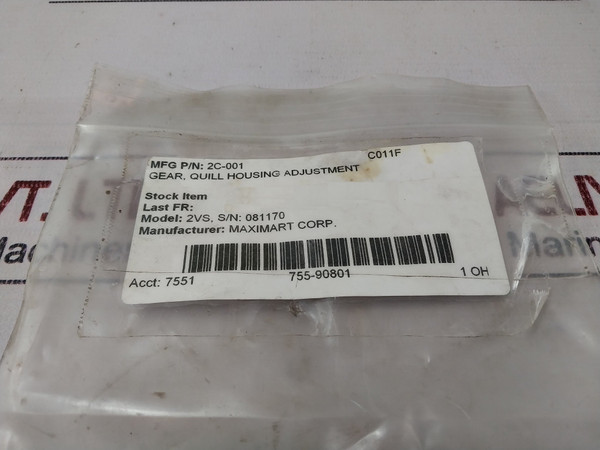 MFG P/N: 2C-001 C011F
GEAR, QUILL HOUSING ADJUSTMENT
Stock Item
Last FR:
Model: 2VS, S/N: 081170
Manufacturer: MAXIMART CORP.
Acct: 7551 755-90801 1 OH